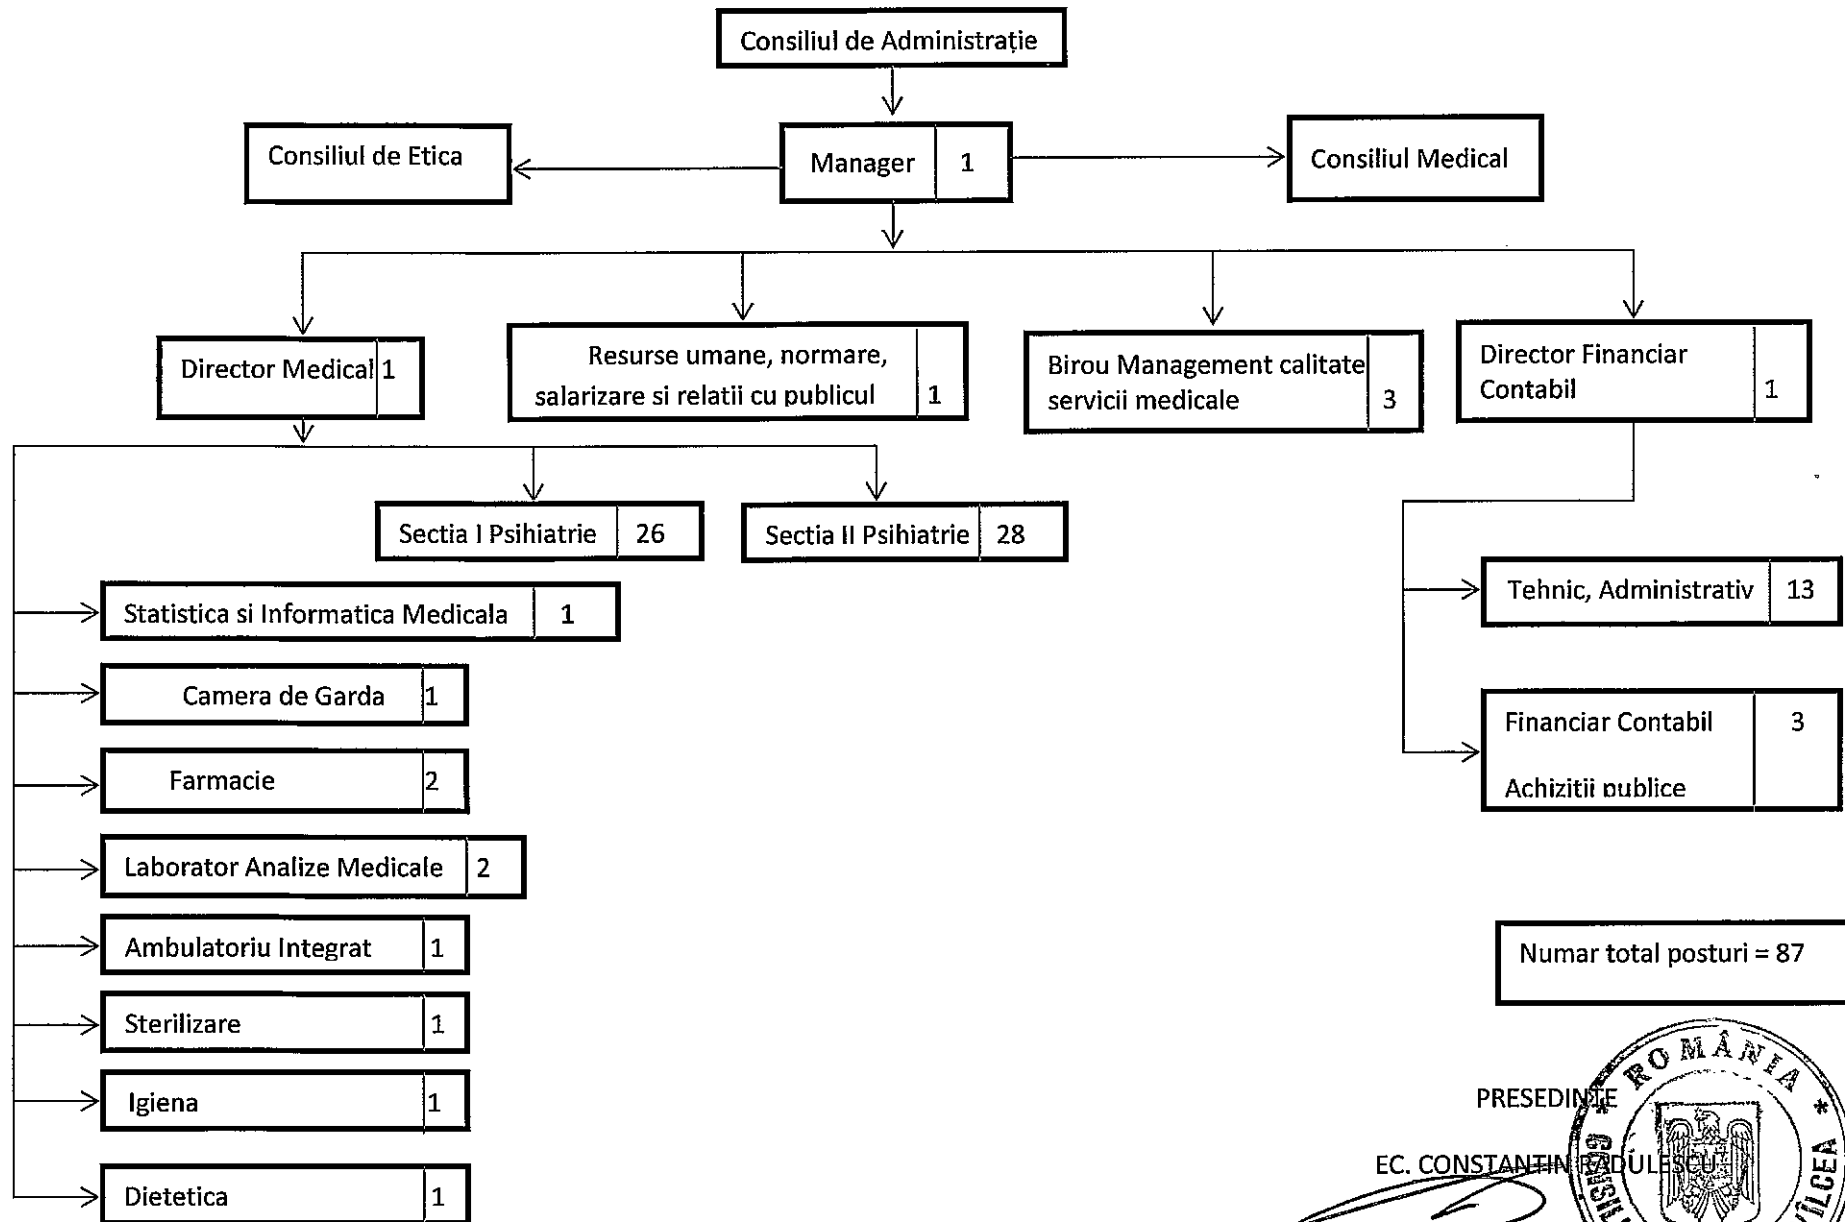 Consiliul de Administrație
Consiliul de Etica
Manager 1
Consiliul Medical
Director Medical 1
Resurse umane, normare,
salarizare si relatii cu publicul 1
Birou Management calitate
servicii medicale 3
Director Financiar
Contabil 1
Sectia I Psihiatrie 26
Sectia II Psihiatrie 28
Statistica si Informatica Medicala 1
Camera de Garda 1
Farmacie 2
Laborator Analize Medicale 2
Ambulatoriu Integrat 1
Sterilizare 1
Igiena 1
Dietetica 1
Tehnic, Administrativ 13
Financiar Contabil 3
Achizitii publice
Numar total posturi = 87
PRESEDINTE
EC. CONSTANTIN RADULESCU
* ROMÂNIA *
VÎLCEA